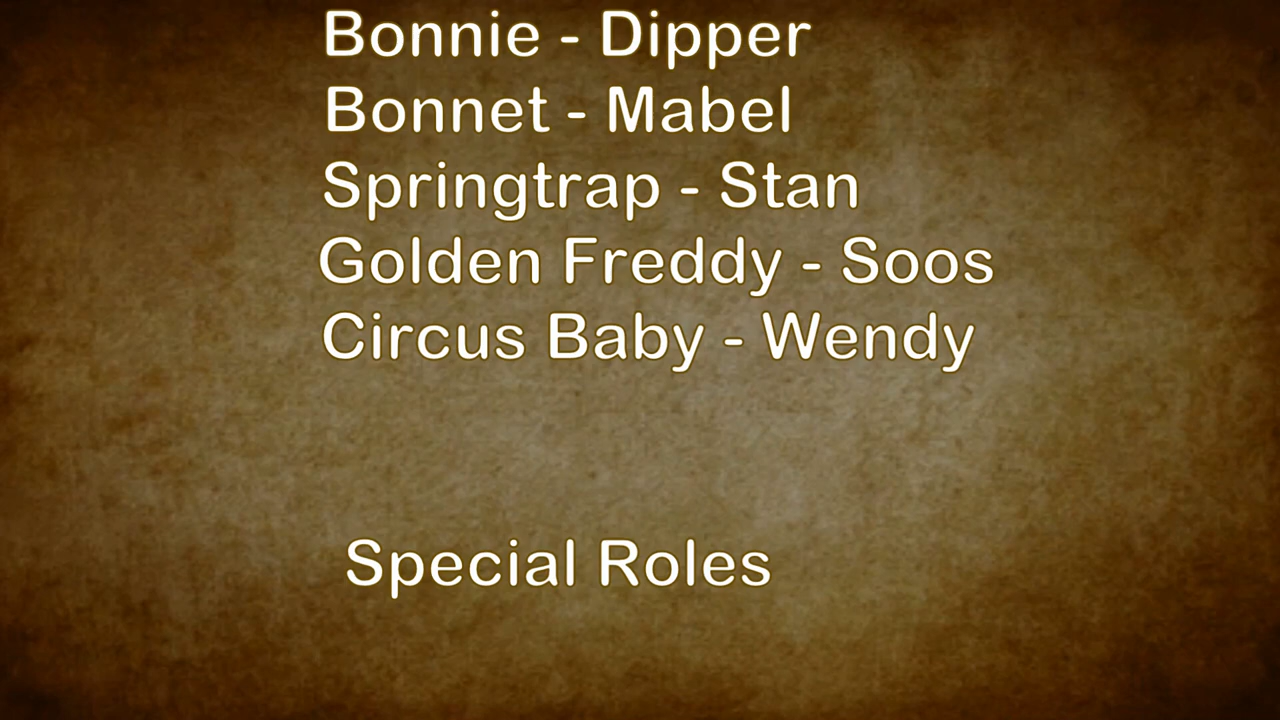 Bonnie - Dipper
Bonnet - Mabel
Springtrap - Stan
Golden Freddy - Soos
Circus Baby - Wendy
Special Roles